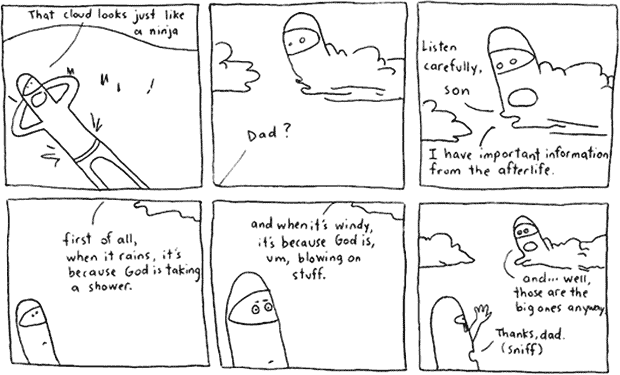 That cloud looks just like
a ninja
Dad?
Listen
carefully,
son
I have important information
from the afterlife.
first of all,
when it rains, it's
because God is taking
a shower.
and when it's windy,
it's because God is,
um, blowing on
stuff.
and... well,
those are the
big ones anyway
Thanks, dad.
(sniff)